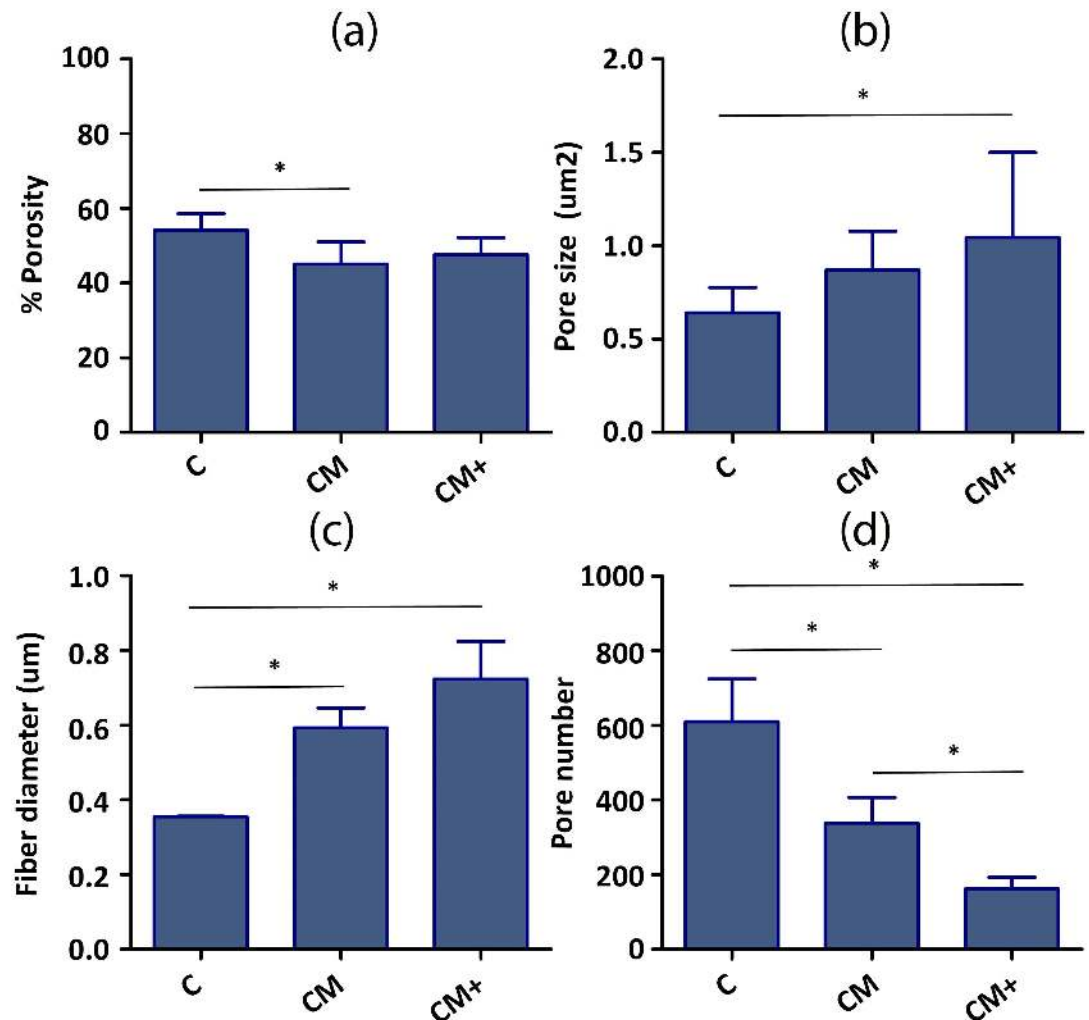 (a)
% Porosity
100
80
60
40
20
0
*
C
CM
CM+
(b)
Pore size (um2)
2.0
1.5
1.0
0.5
0.0
*
C
CM
CM+
(c)
Fiber diameter (um)
1.0
0.8
0.6
0.4
0.2
0.0
*
*
C
CM
CM+
(d)
Pore number
1000
800
600
400
200
0
*
*
*
C
CM
CM+